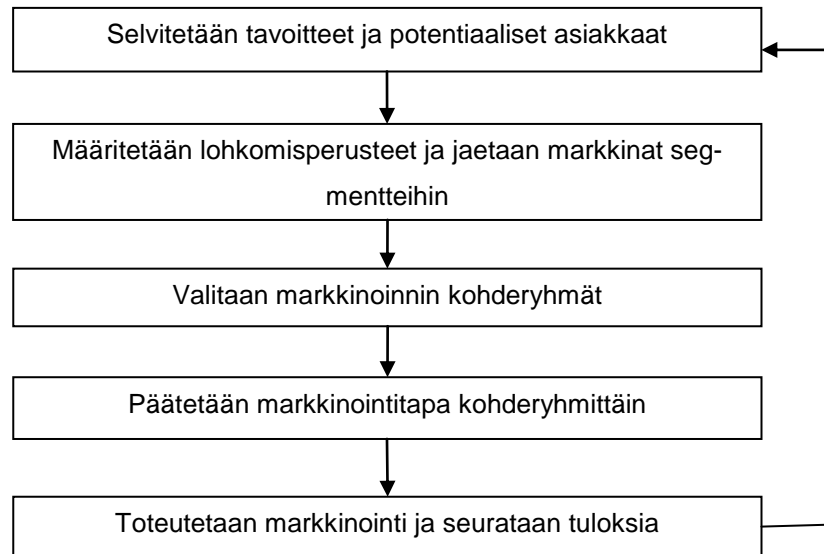 Selvitetään tavoitteet ja potentiaaliset asiakkaat
Määritetään lohkomisperusteet ja jaetaan markkinat seg-
mentteihin
Valitaan markkinoinnin kohderyhmät
Päätetään markkinointitapa kohderyhmittäin
Toteutetaan markkinointi ja seurataan tuloksia